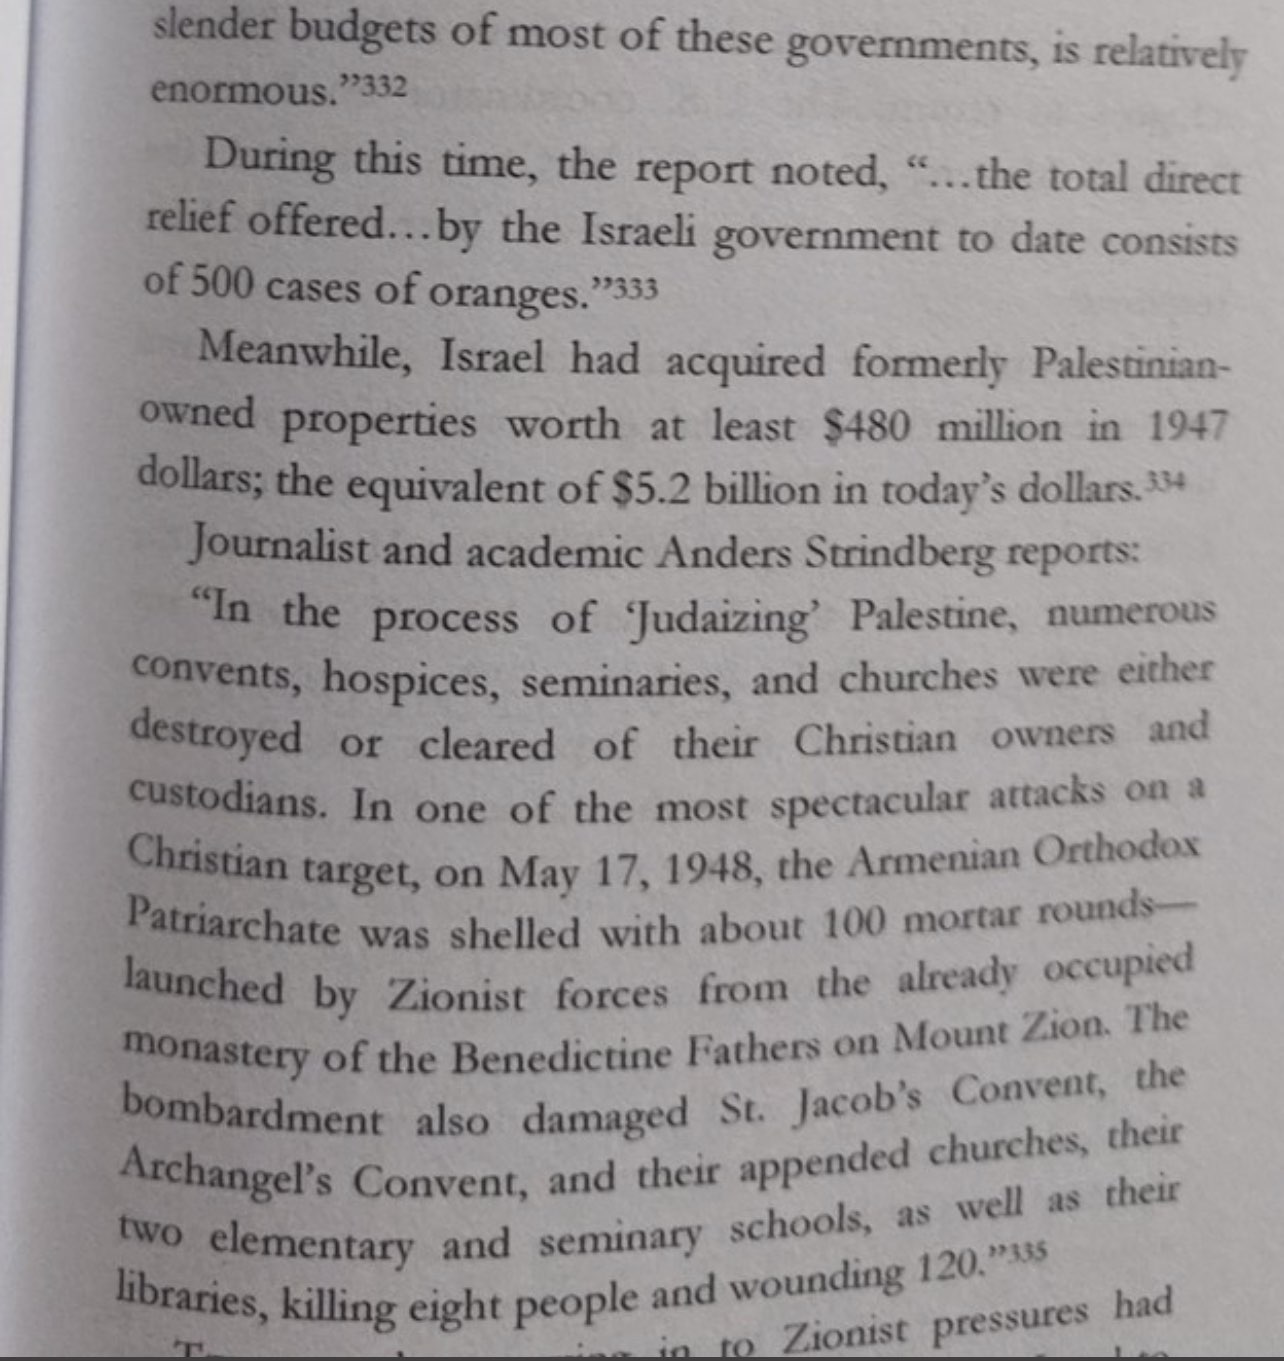 slender budgets of most of these governments, is relatively
enormous.”332
During this time, the report noted, “…the total direct
relief offered…by the Israeli government to date consists
of 500 cases of oranges.”333
Meanwhile, Israel had acquired formerly Palestinian-
owned properties worth at least $480 million in 1947
dollars; the equivalent of $5.2 billion in today’s dollars.334
Journalist and academic Anders Strindberg reports:
“In the process of ‘Judaizing’ Palestine, numerous
convents, hospices, seminaries, and churches were either
destroyed or cleared of their Christian owners and
custodians. In one of the most spectacular attacks on a
Christian target, on May 17, 1948, the Armenian Orthodox
Patriarchate was shelled with about 100 mortar rounds—
launched by Zionist forces from the already occupied
monastery of the Benedictine Fathers on Mount Zion. The
bombardment also damaged St. Jacob’s Convent, the
Archangel’s Convent, and their appended churches, their
two elementary and seminary schools, as well as their
libraries, killing eight people and wounding 120.”335
in to Zionist pressures had